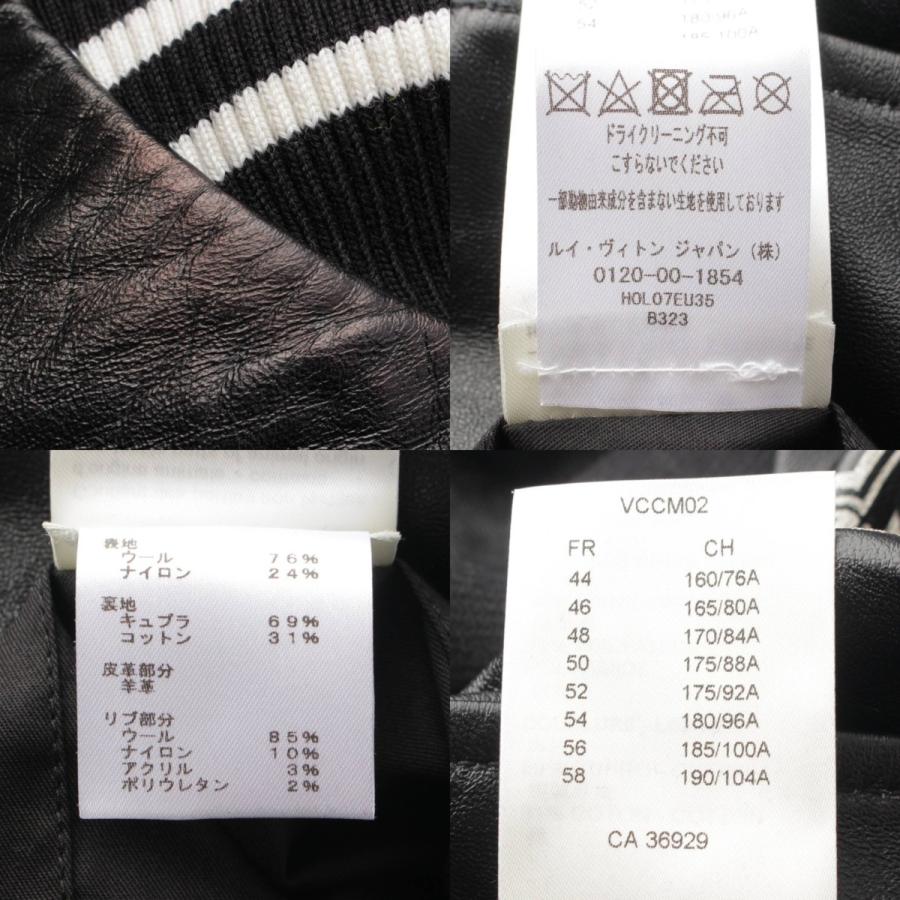 54 180/96A
185/100A
ドライクリーニング不可
こすらないでください
一部動物由来成分を含まない生地を使用しております
ルイ・ヴィトン ジャパン (株)
0120-00-1854
HOL07EU35
B323
表地
ウール 76%
ナイロン 24%
裏地
キュプラ 69%
コットン 31%
皮革部分
羊革
リブ部分
ウール 85%
ナイロン 10%
アクリル 3%
ポリウレタン 2%
VCCM02
FR CH
44 160/76A
46 165/80A
48 170/84A
50 175/88A
52 175/92A
54 180/96A
56 185/100A
58 190/104A
CA 36929